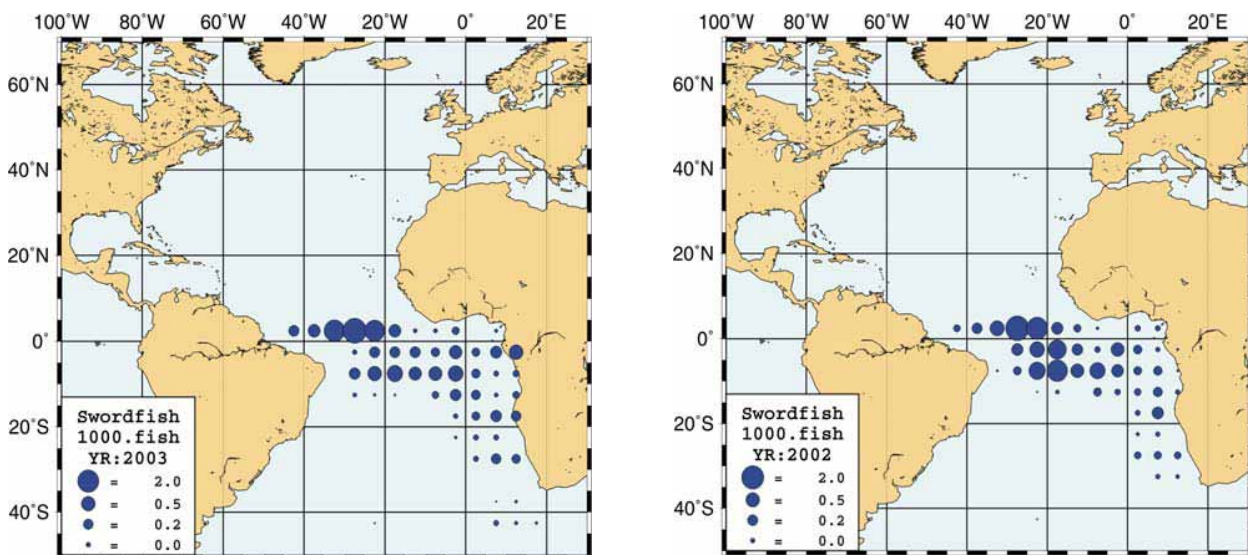 100˚W 80˚W 60˚W 40˚W 20˚W 0˚ 20˚E
60˚N
40˚N
20˚N
0˚
20˚S
40˚S
Swordfish
1000.fish
YR:2003
= 2.0
= 0.5
= 0.2
= 0.0
100˚W 80˚W 60˚W 40˚W 20˚W 0˚ 20˚E
60˚N
40˚N
20˚N
0˚
20˚S
40˚S
Swordfish
1000.fish
YR:2002
= 2.0
= 0.5
= 0.2
= 0.0